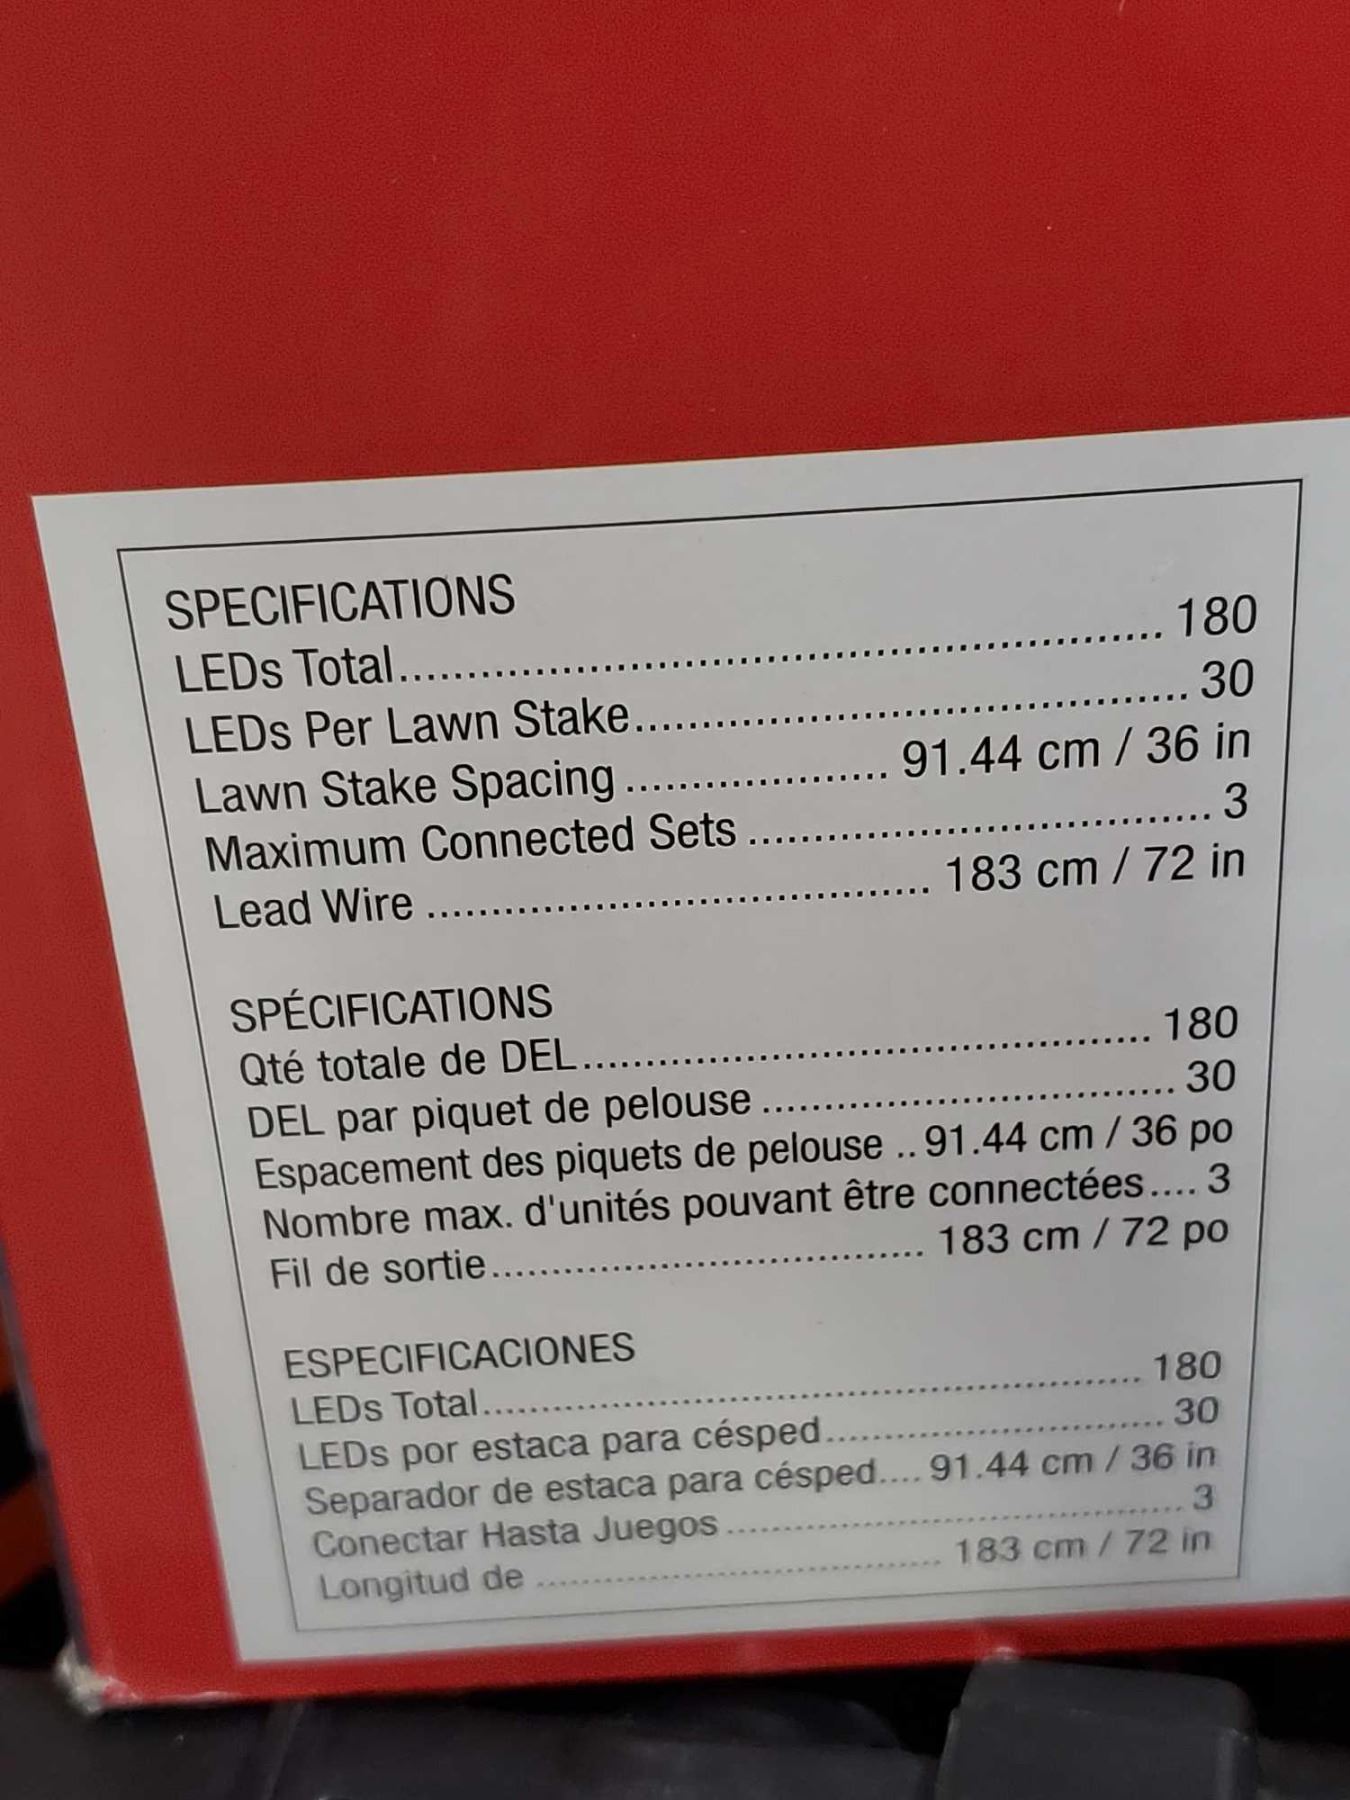 SPECIFICATIONS
LEDs Total.......................................... 180
LEDs Per Lawn Stake......................................... 30
Lawn Stake Spacing .................... 91.44 cm / 36 in
Maximum Connected Sets ................................... 3
Lead Wire ...................................... 183 cm / 72 in
SPÉCIFICATIONS
Qté totale de DEL........................................... 180
DEL par piquet de pelouse ............................... 30
Espacement des piquets de pelouse .. 91.44 cm / 36 po
Nombre max. d'unités pouvant être connectées.... 3
Fil de sortie.................................. 183 cm / 72 po
ESPECIFICACIONES
LEDs Total.................................................. 180
LEDs por estaca para césped.......................... 30
Separador de estaca para césped.... 91.44 cm / 36 in
Conectar Hasta Juegos ................................... 3
Longitud de ................................ 183 cm / 72 in